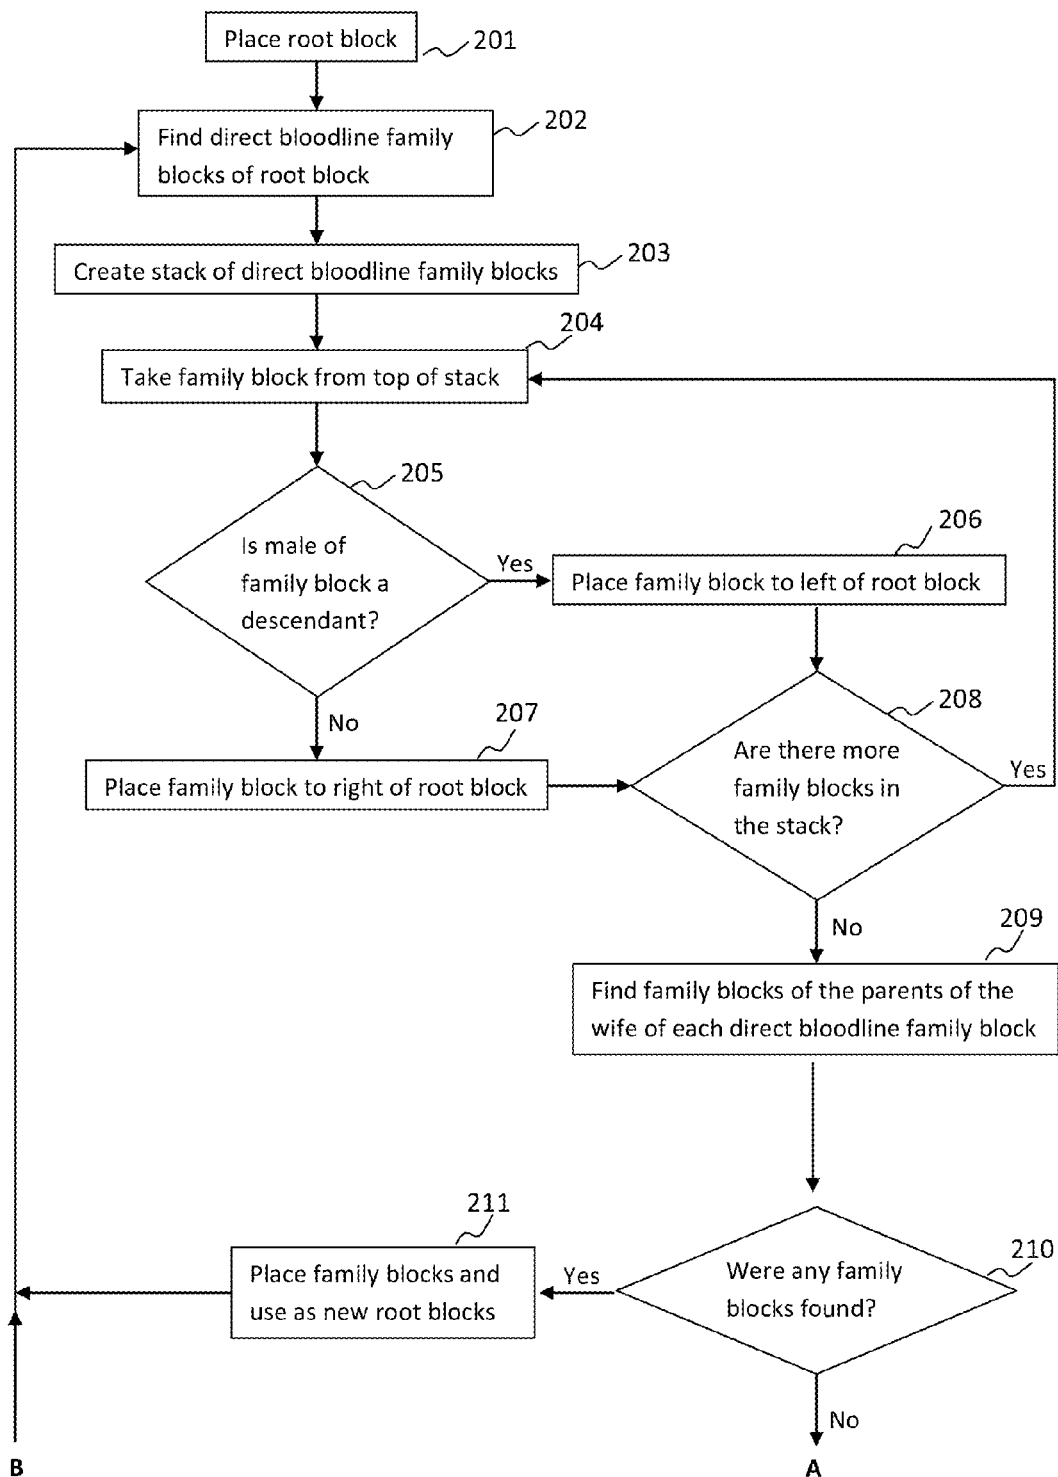 Place root block
201
Find direct bloodline family
blocks of root block
202
Create stack of direct bloodline family blocks
203
204
Take family block from top of stack
205
Is male of
family block a
descendant?
Yes
206
Place family block to left of root block
No
207
Place family block to right of root block
208
Are there more
family blocks in
the stack?
Yes
No
209
Find family blocks of the parents of the
wife of each direct bloodline family block
210
Were any family
blocks found?
Yes
211
Place family blocks and
use as new root blocks
No
B
A